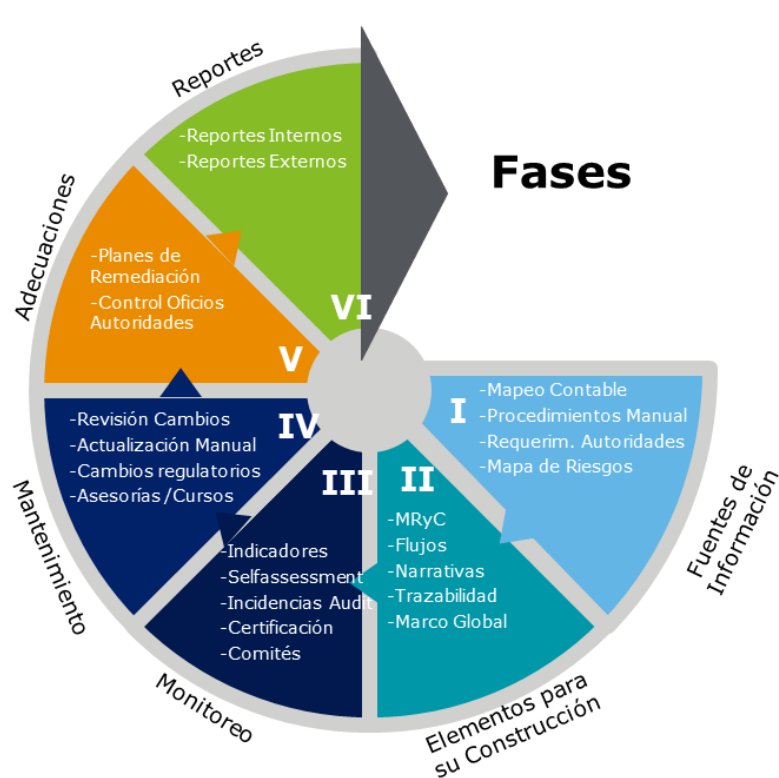 Fases
I
-Mapeo Contable
-Procedimientos Manual
-Requerim. Autoridades
-Mapa de Riesgos
Fuentes de
Información
II
-MRyC
-Flujos
-Narrativas
-Trazabilidad
-Marco Global
Elementos para
su Construcción
III
-Indicadores
-Selfassessment
-Incidencias Audit
-Certificación
-Comités
Monitoreo
IV
-Revisión Cambios
-Actualización Manual
-Cambios regulatorios
-Asesorías /Cursos
Mantenimiento
V
-Planes de
Remediación
-Control Oficios
Autoridades
Adecuaciones
VI
-Reportes Internos
-Reportes Externos
Reportes